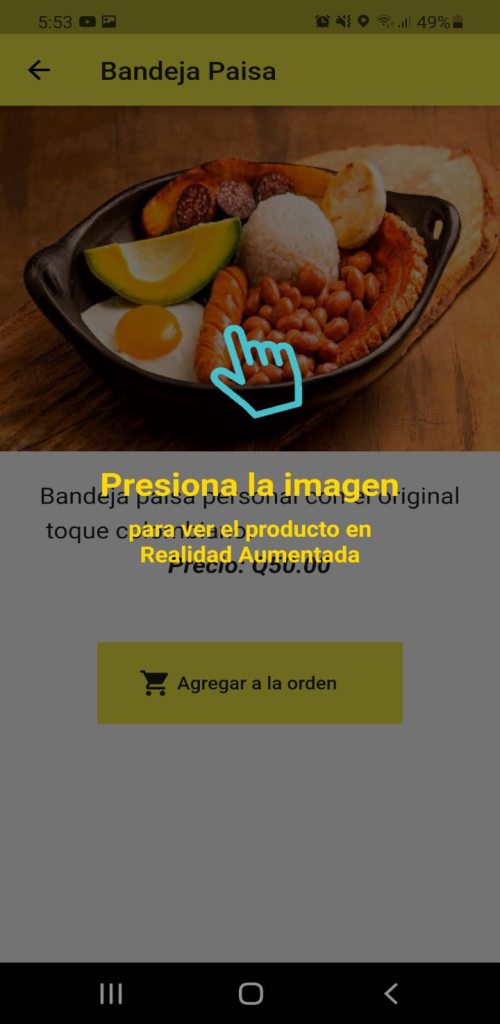 5:53 49%
Bandeja Paisa
Presiona la imagen
Bandeja paisa personal con el original
toque colombiano
para ver el producto en
Realidad Aumentada
Precio: Q50.00
Agregar a la orden